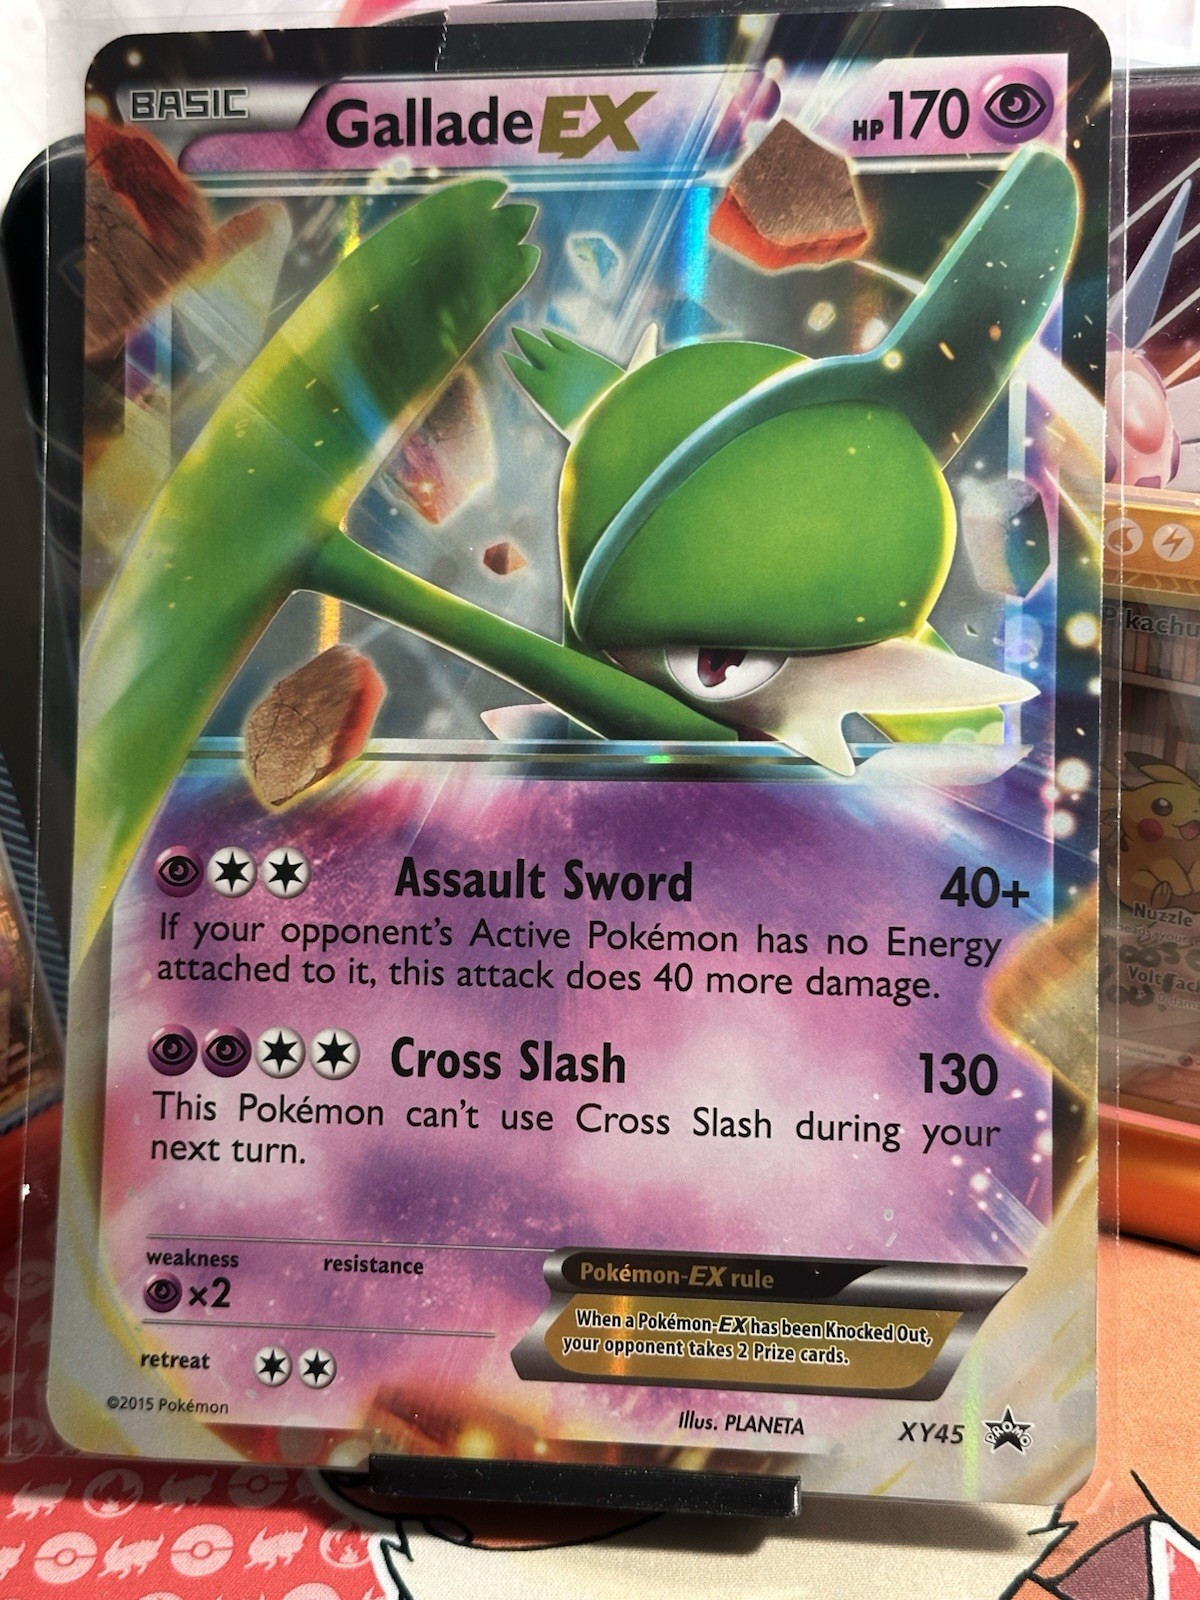 BASIC
Gallade EX
HP 170
Assault Sword 40+
If your opponent's Active Pokémon has no Energy
attached to it, this attack does 40 more damage.
Cross Slash 130
This Pokémon can't use Cross Slash during your
next turn.
weakness resistance
×2
Pokémon-EX rule
When a Pokémon-EX has been Knocked Out,
your opponent takes 2 Prize cards.
retreat
©2015 Pokémon
Illus. PLANETA
XY45
PROMO
Pikachu
Nuzzle